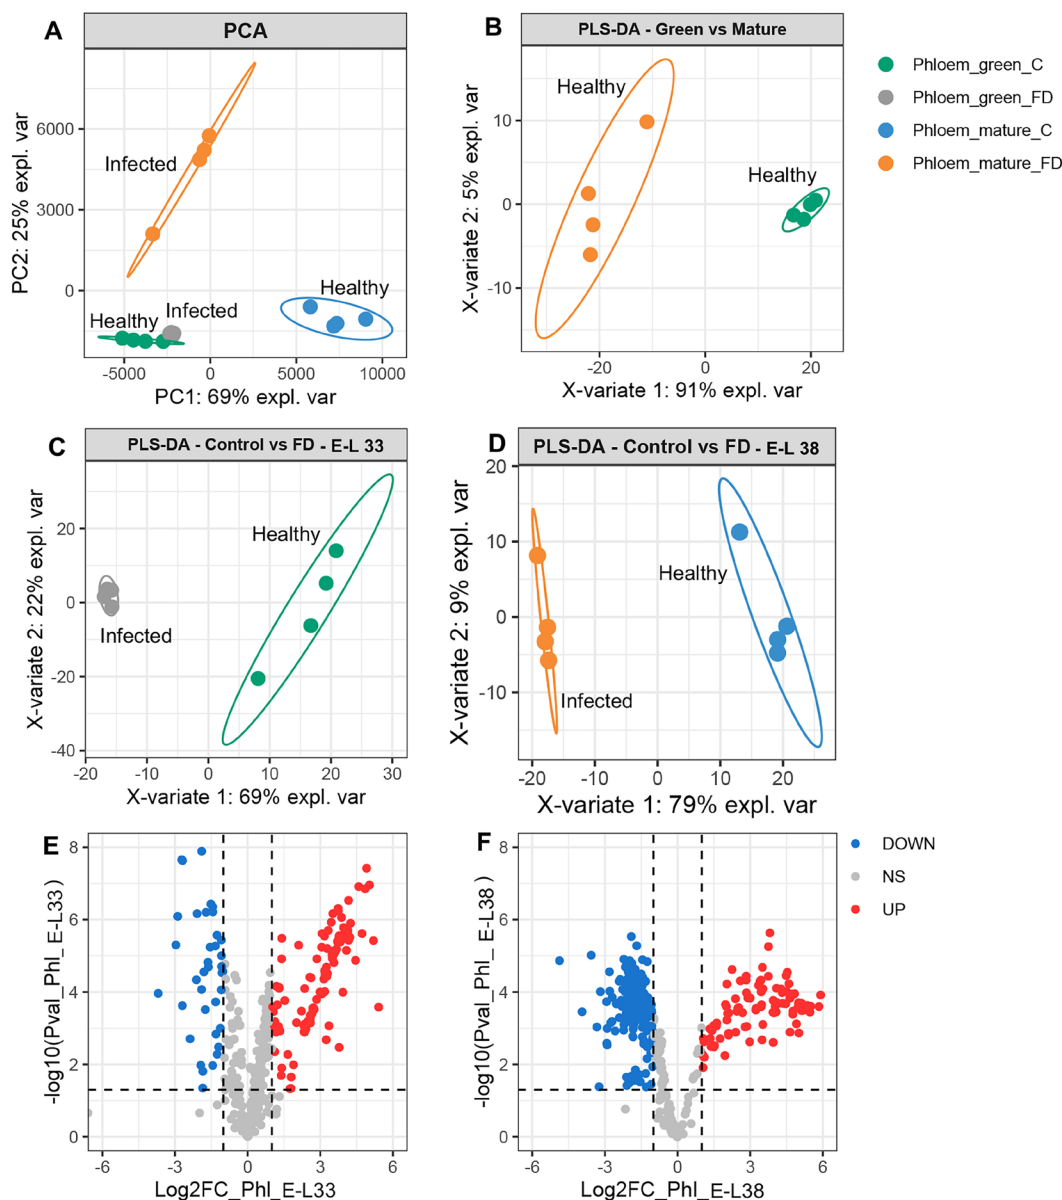 A
PCA
PC2: 25% expl. var
6000
3000
0
Infected
Healthy
Infected
Healthy
-5000
0
5000
10000
PC1: 69% expl. var
B
PLS-DA - Green vs Mature
X-variate 2: 5% expl. var
10
0
-10
Healthy
Healthy
-20
0
20
X-variate 1: 91% expl. var
Phloem_green_C
Phloem_green_FD
Phloem_mature_C
Phloem_mature_FD
C
PLS-DA - Control vs FD - E-L 33
X-variate 2: 22% expl. var
20
0
-20
-40
Healthy
Infected
-20
-10
0
10
20
30
X-variate 1: 69% expl. var
D
PLS-DA - Control vs FD - E-L 38
X-variate 2: 9% expl. var
20
10
0
-10
Healthy
Infected
-20
-10
0
10
20
X-variate 1: 79% expl. var
E
-log10(Pval_Phl_E-L33)
8
6
4
2
0
-6
-3
0
3
6
Log2FC_Phl_E-L33
F
-log10(Pval_Phl_E-L38)
8
6
4
2
0
-6
-3
0
3
6
Log2FC_Phl_E-L38
DOWN
NS
UP